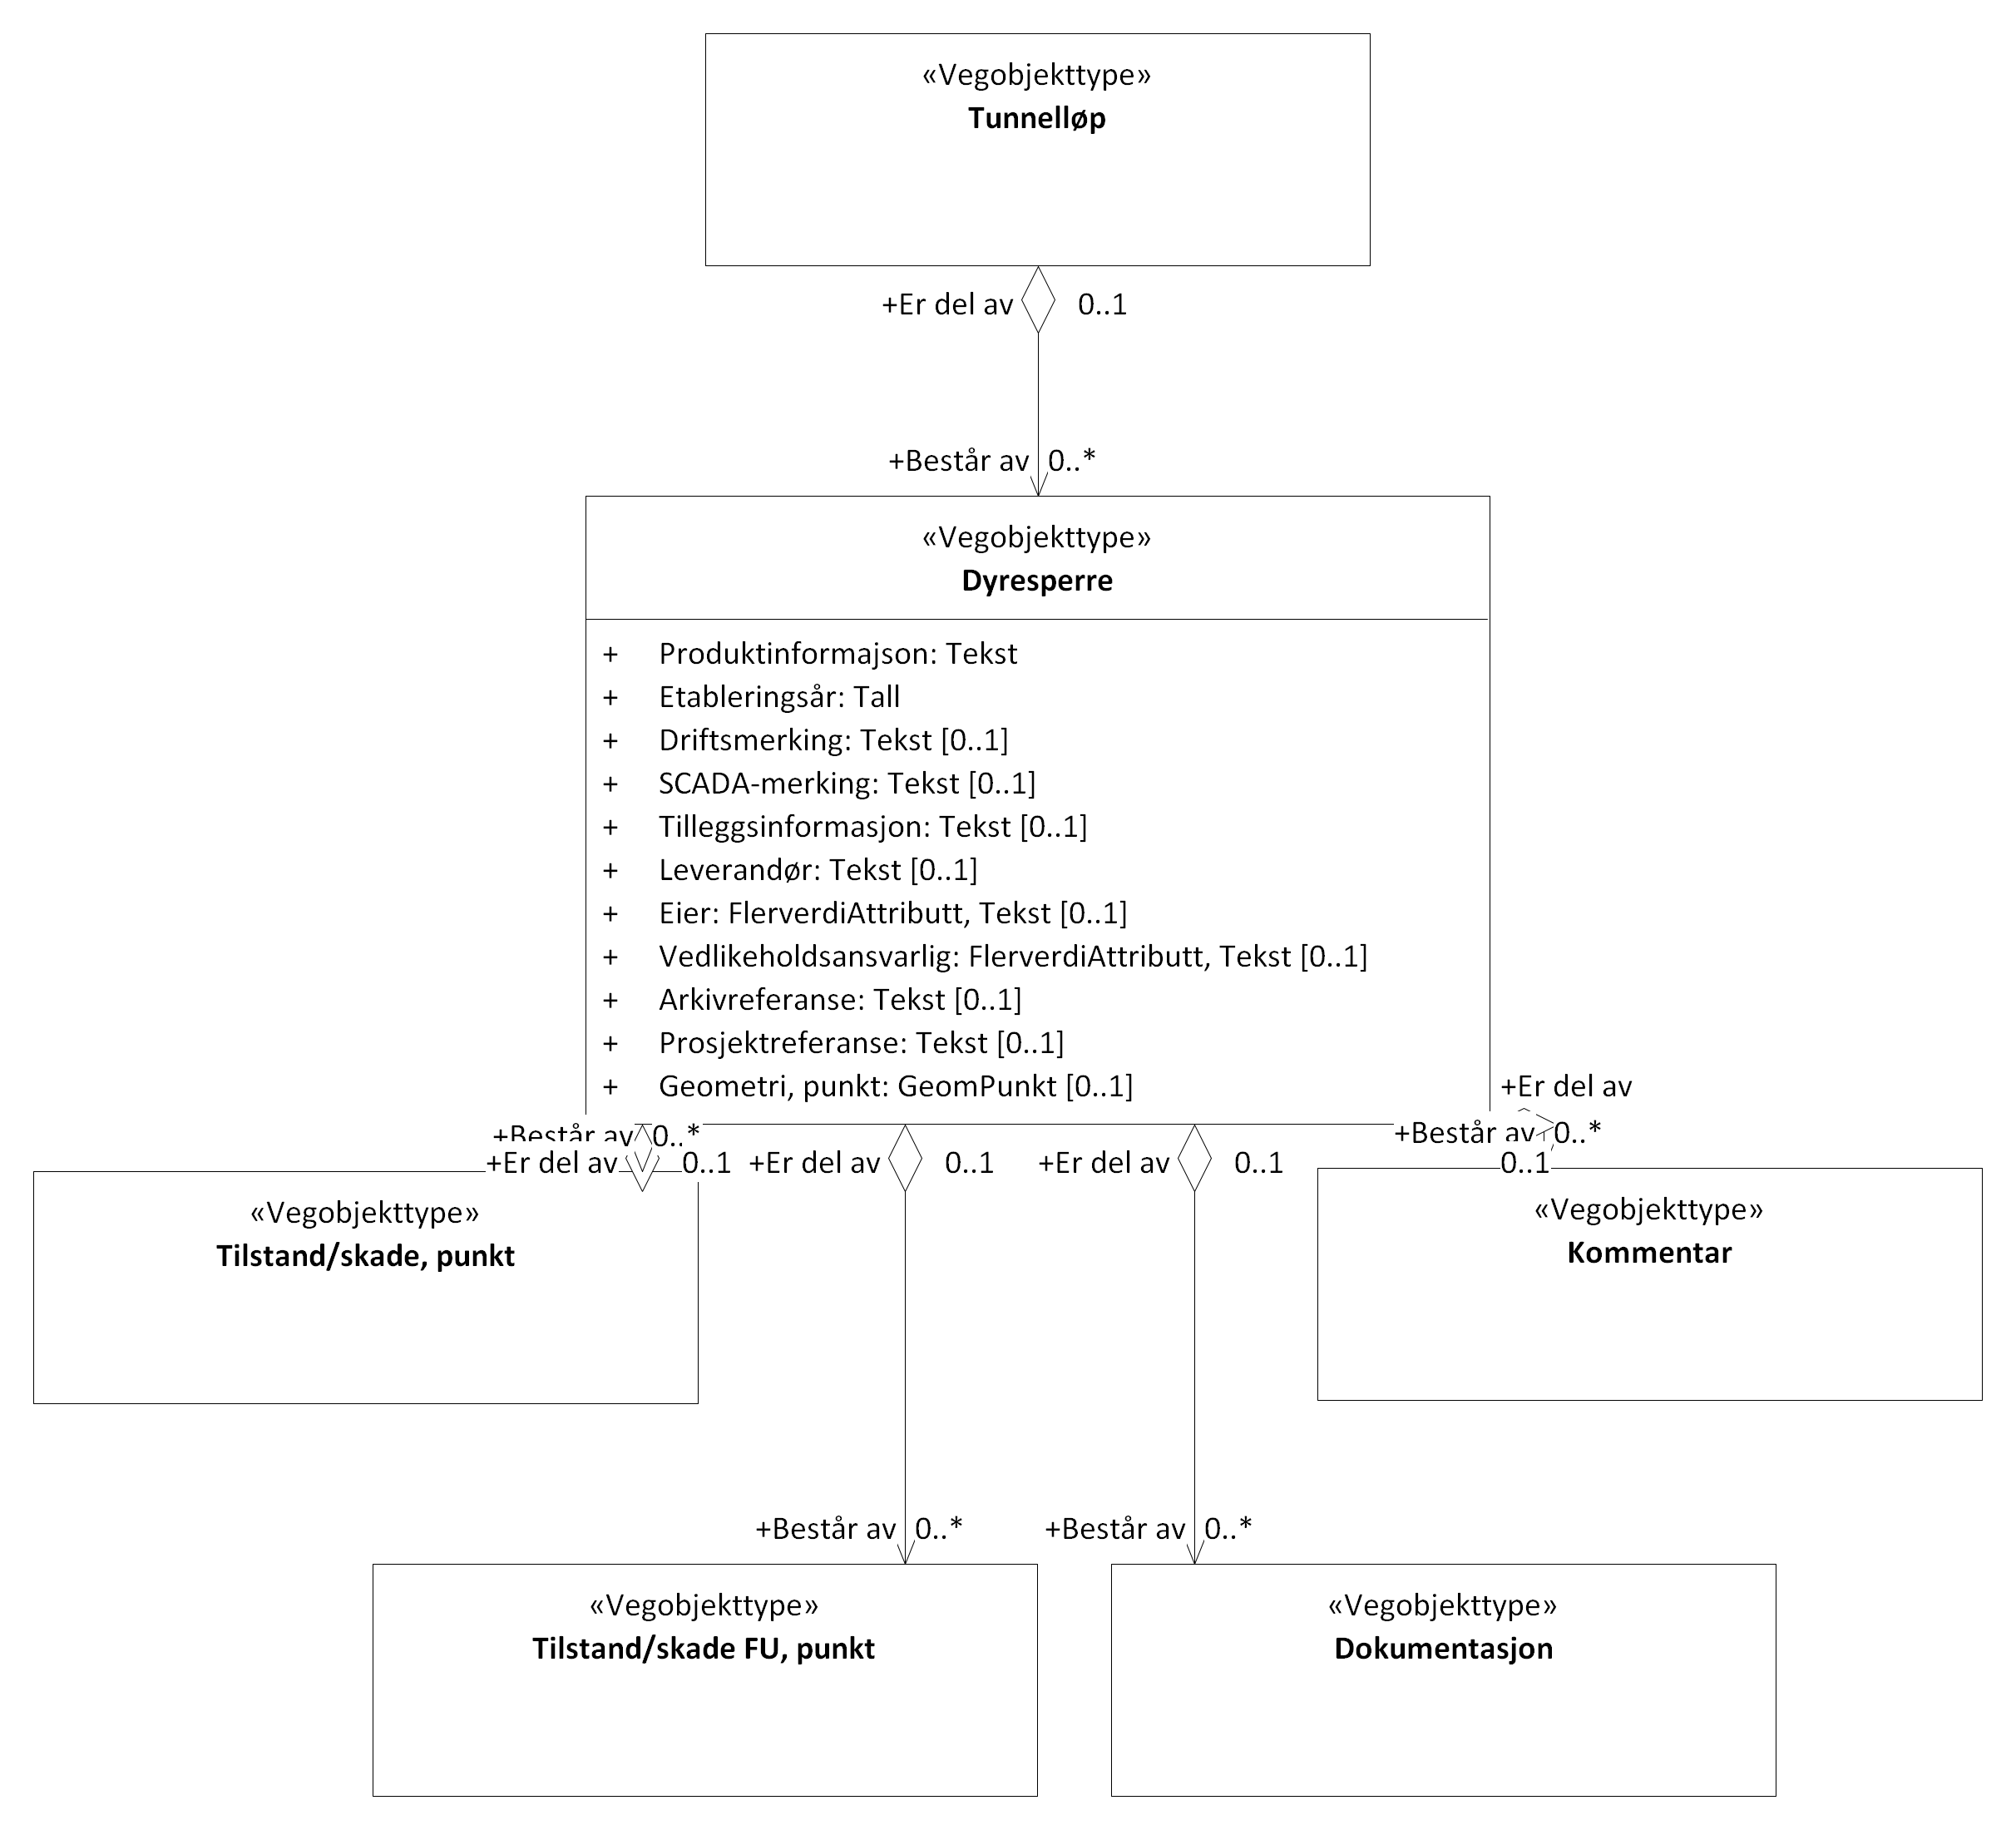 «Vegobjekttype»
Tunnelløp
+Er del av 0..1
+Består av 0..*
«Vegobjekttype»
Dyresperre
+ Produktinformajson: Tekst
+ Etableringsår: Tall
+ Driftsmerking: Tekst [0..1]
+ SCADA-merking: Tekst [0..1]
+ Tilleggsinformasjon: Tekst [0..1]
+ Leverandør: Tekst [0..1]
+ Eier: FlerverdiAttributt, Tekst [0..1]
+ Vedlikeholdsansvarlig: FlerverdiAttributt, Tekst [0..1]
+ Arkivreferanse: Tekst [0..1]
+ Prosjektreferanse: Tekst [0..1]
+ Geometri, punkt: GeomPunkt [0..1]
+Er del av
+Består av 0..*
+Består av 0..*
+Er del av 0..1
+Er del av 0..1
+Er del av 0..1
0..1
«Vegobjekttype»
Tilstand/skade, punkt
«Vegobjekttype»
Kommentar
+Består av 0..*
+Består av 0..*
«Vegobjekttype»
Tilstand/skade FU, punkt
«Vegobjekttype»
Dokumentasjon